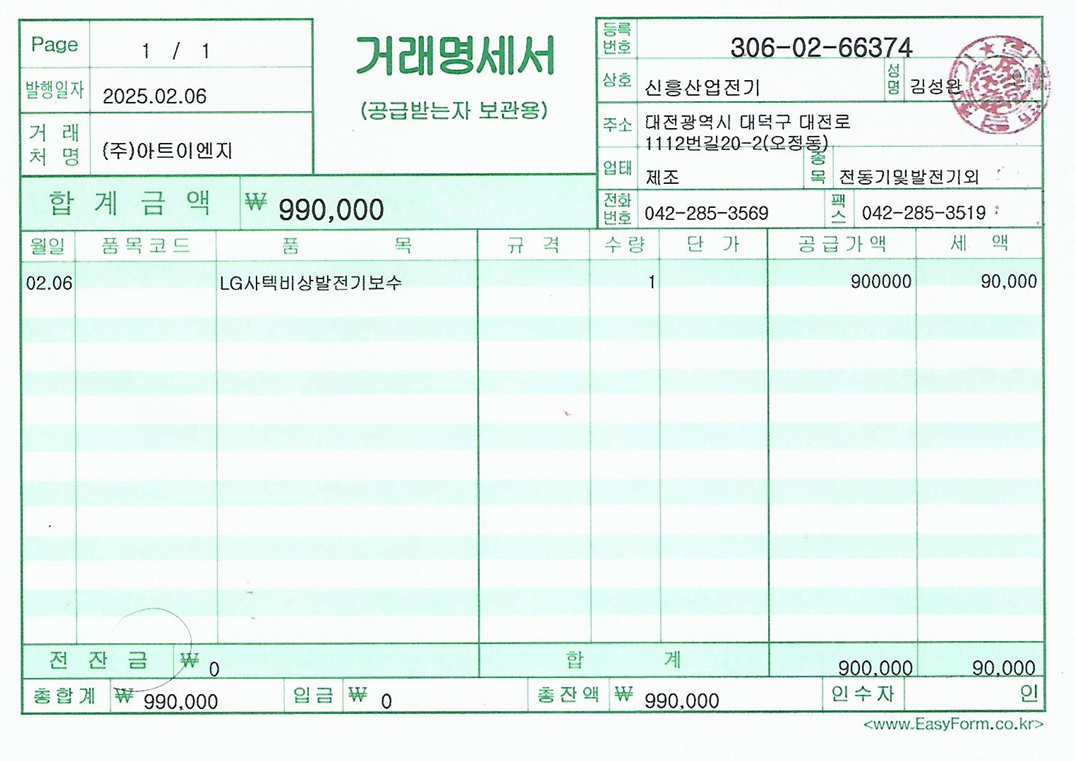 Page 1 / 1
발행일자 2025.02.06
거래처명 (주)아트이엔지
거래명세서
(공급받는자 보관용)
등록번호 306-02-66374
상호 신흥산업전기 성명 김성완 인
주소 대전광역시 대덕구 대전로
1112번길20-2(오정동)
업태 제조 종목 전동기및발전기외
전화번호 042-285-3569 팩스 042-285-3519
합계금액 ₩ 990,000
월일 품목코드 품목 규격 수량 단가 공급가액 세액
02.06 LG사텍비상발전기보수 1 900000 90,000
전잔금 ₩ 0 합계 900,000 90,000
총합계 ₩ 990,000 입금 ₩ 0 총잔액 ₩ 990,000 인수자 인
<www.EasyForm.co.kr>